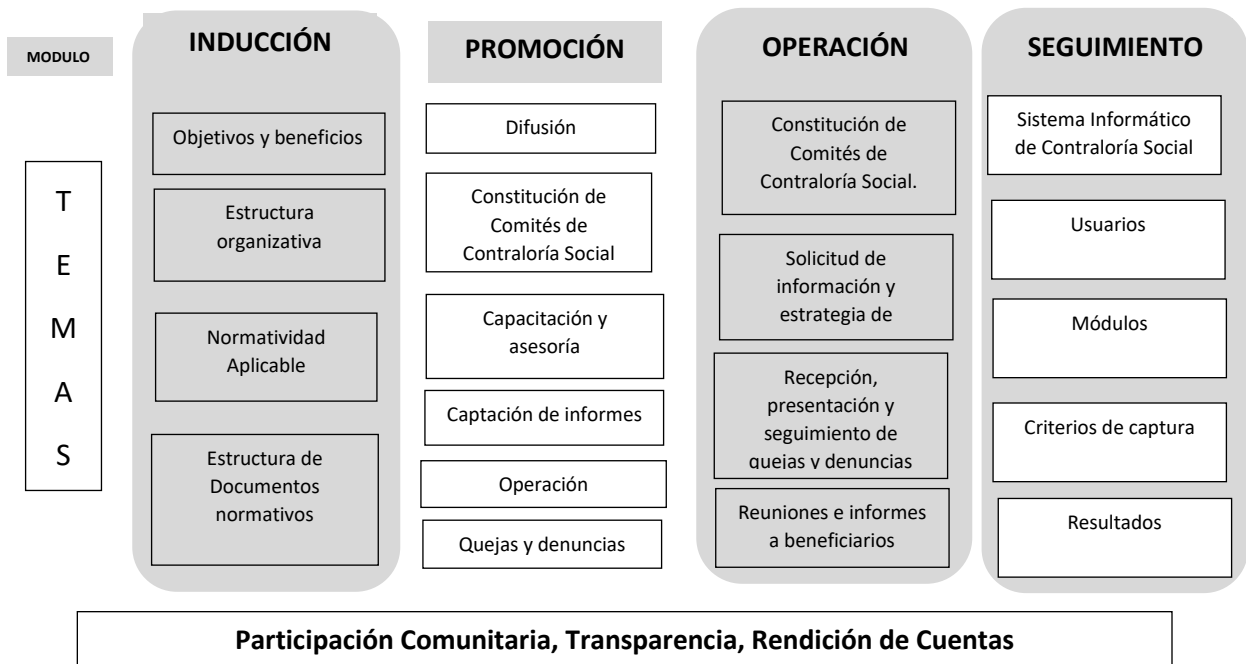 MODULO
INDUCCIÓN
PROMOCIÓN
OPERACIÓN
SEGUIMIENTO
T
E
M
A
S
Objetivos y beneficios
Estructura
organizativa
Normatividad
Aplicable
Estructura de
Documentos
normativos
Difusión
Constitución de
Comités de
Contraloría Social
Capacitación y
asesoría
Captación de informes
Operación
Quejas y denuncias
Constitución de
Comités de
Contraloría Social.
Solicitud de
información y
estrategia de
Recepción,
presentación y
seguimiento de
quejas y denuncias
Reuniones e informes
a beneficiarios
Sistema Informático
de Contraloría Social
Usuarios
Módulos
Criterios de captura
Resultados
Participación Comunitaria, Transparencia, Rendición de Cuentas